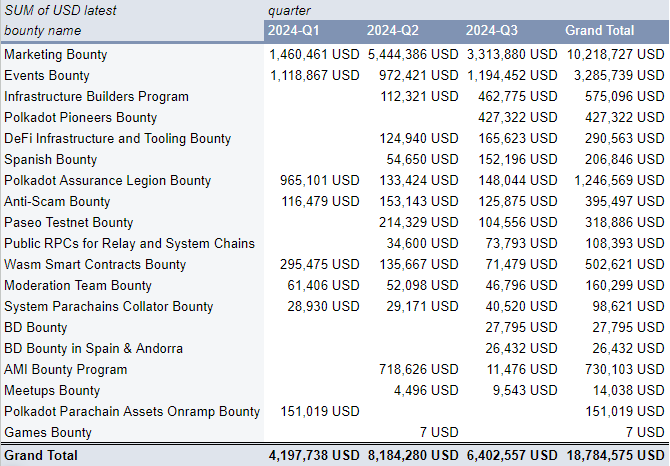 SUM of USD latest quarter
bounty name 2024-Q1 2024-Q2 2024-Q3 Grand Total
Marketing Bounty 1,460,461 USD 5,444,386 USD 3,313,880 USD 10,218,727 USD
Events Bounty 1,118,867 USD 972,421 USD 1,194,452 USD 3,285,739 USD
Infrastructure Builders Program 112,321 USD 462,775 USD 575,096 USD
Polkadot Pioneers Bounty 427,322 USD 427,322 USD
DeFi Infrastructure and Tooling Bounty 124,940 USD 165,623 USD 290,563 USD
Spanish Bounty 54,650 USD 152,196 USD 206,846 USD
Polkadot Assurance Legion Bounty 965,101 USD 133,424 USD 148,044 USD 1,246,569 USD
Anti-Scam Bounty 116,479 USD 153,143 USD 125,875 USD 395,497 USD
Paseo Testnet Bounty 214,329 USD 104,556 USD 318,886 USD
Public RPCs for Relay and System Chains 34,600 USD 73,793 USD 108,393 USD
Wasm Smart Contracts Bounty 295,475 USD 135,667 USD 71,479 USD 502,621 USD
Moderation Team Bounty 61,406 USD 52,098 USD 46,796 USD 160,299 USD
System Parachains Collator Bounty 28,930 USD 29,171 USD 40,520 USD 98,621 USD
BD Bounty 27,795 USD 27,795 USD
BD Bounty in Spain & Andorra 26,432 USD 26,432 USD
AMI Bounty Program 718,626 USD 11,476 USD 730,103 USD
Meetups Bounty 4,496 USD 9,543 USD 14,038 USD
Polkadot Parachain Assets Onramp Bounty 151,019 USD 151,019 USD
Games Bounty 7 USD 7 USD
Grand Total 4,197,738 USD 8,184,280 USD 6,402,557 USD 18,784,575 USD